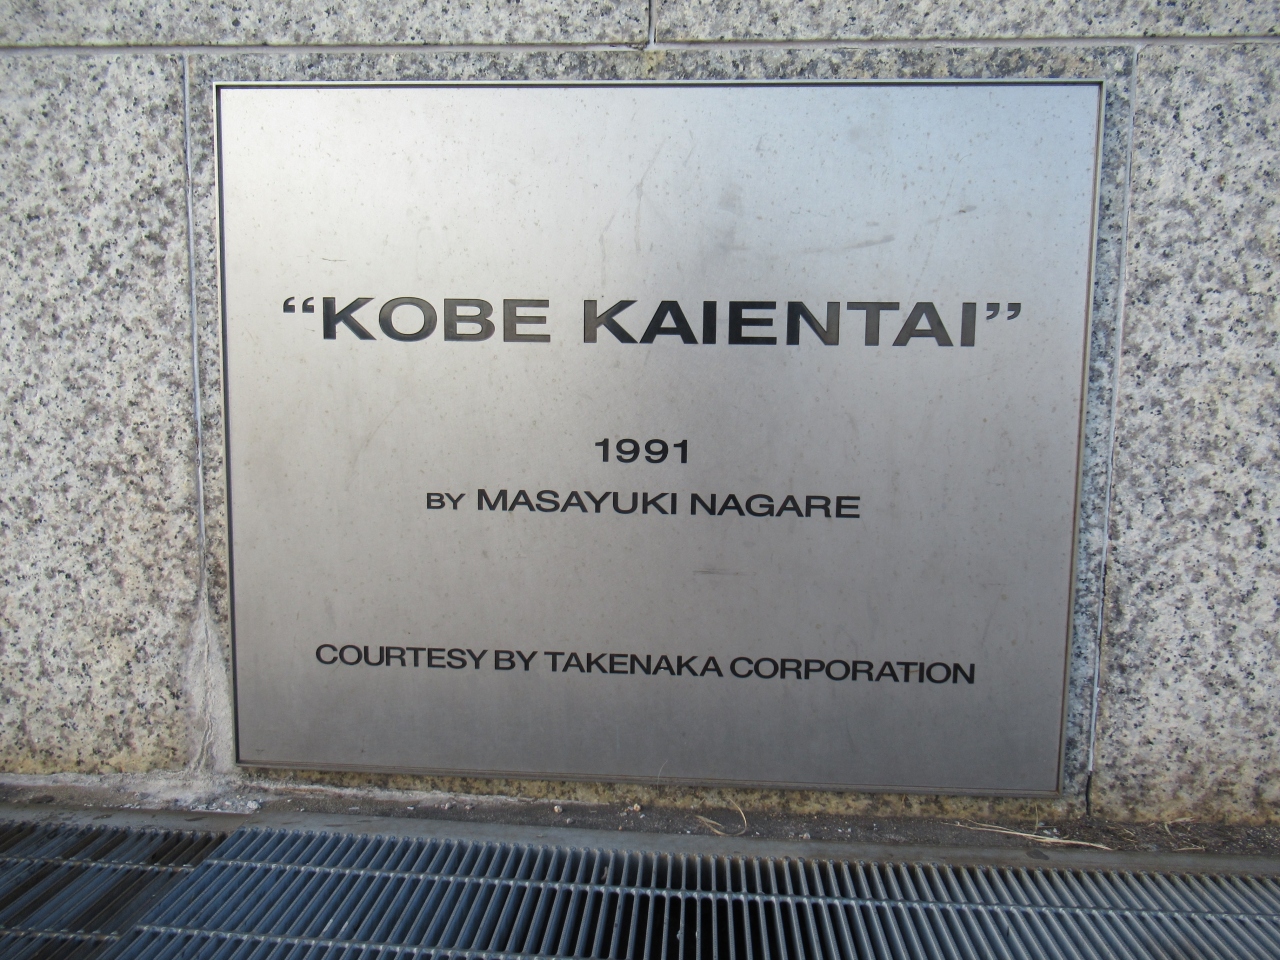 “KOBE KAIENTAI”
1991
BY MASAYUKI NAGARE
COURTESY BY TAKENAKA CORPORATION